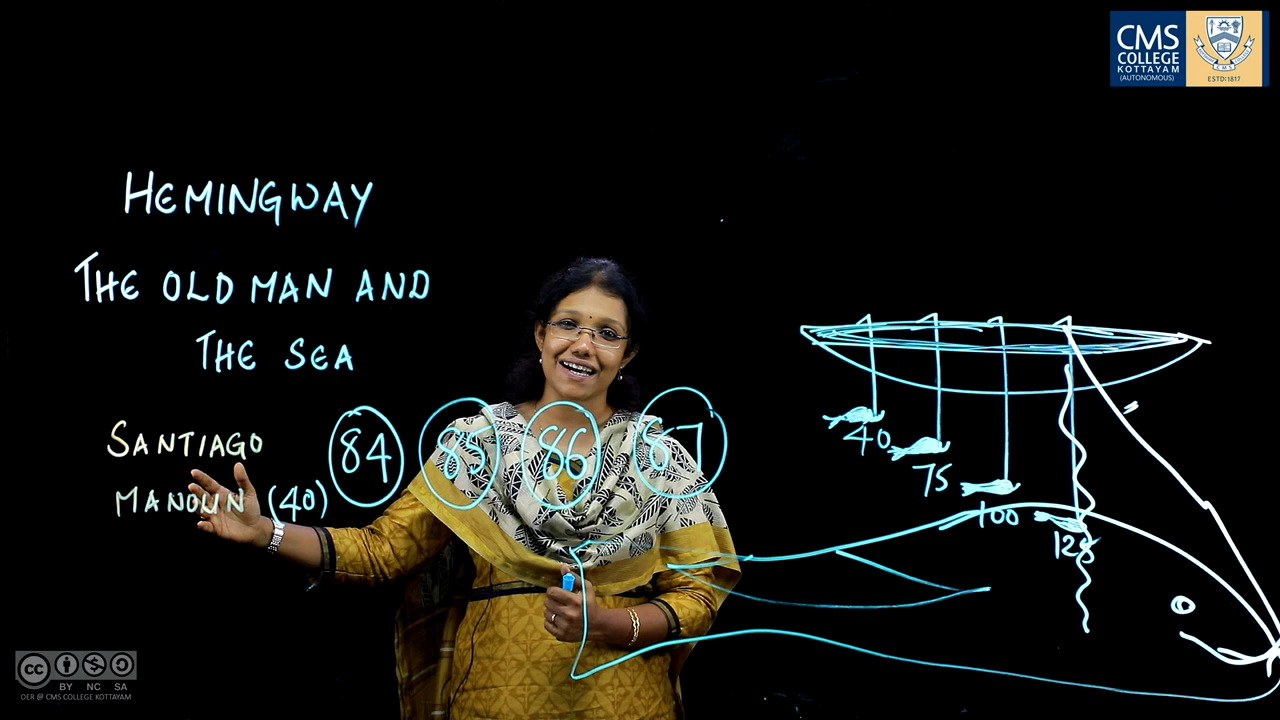 CMS
COLLEGE
KOTTAYAM
(AUTONOMOUS)
ESTD:1817
HEMINGWAY
THE OLD MAN AND
THE SEA
SANTIAGO
MANOLIN (40)
84 85 86 87
40
75
100
125
CC BY NC SA
OER @ CMS COLLEGE KOTTAYAM